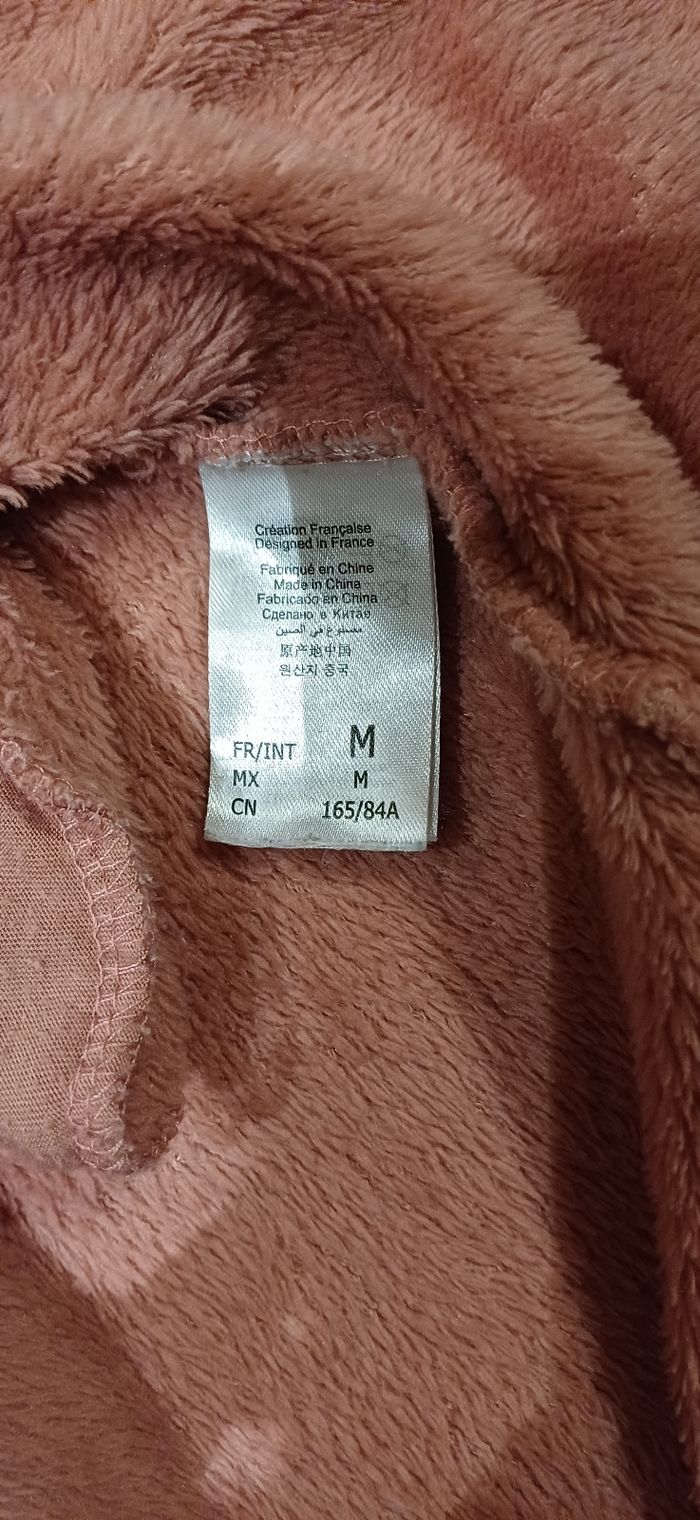 Création Française
Designed in France
Fabriqué en Chine
Made in China
Fabricado en China
Сделано в Китае
مصنوع في الصين
原产地中国
원산지 중국
FR/INT M
MX M
CN 165/84A